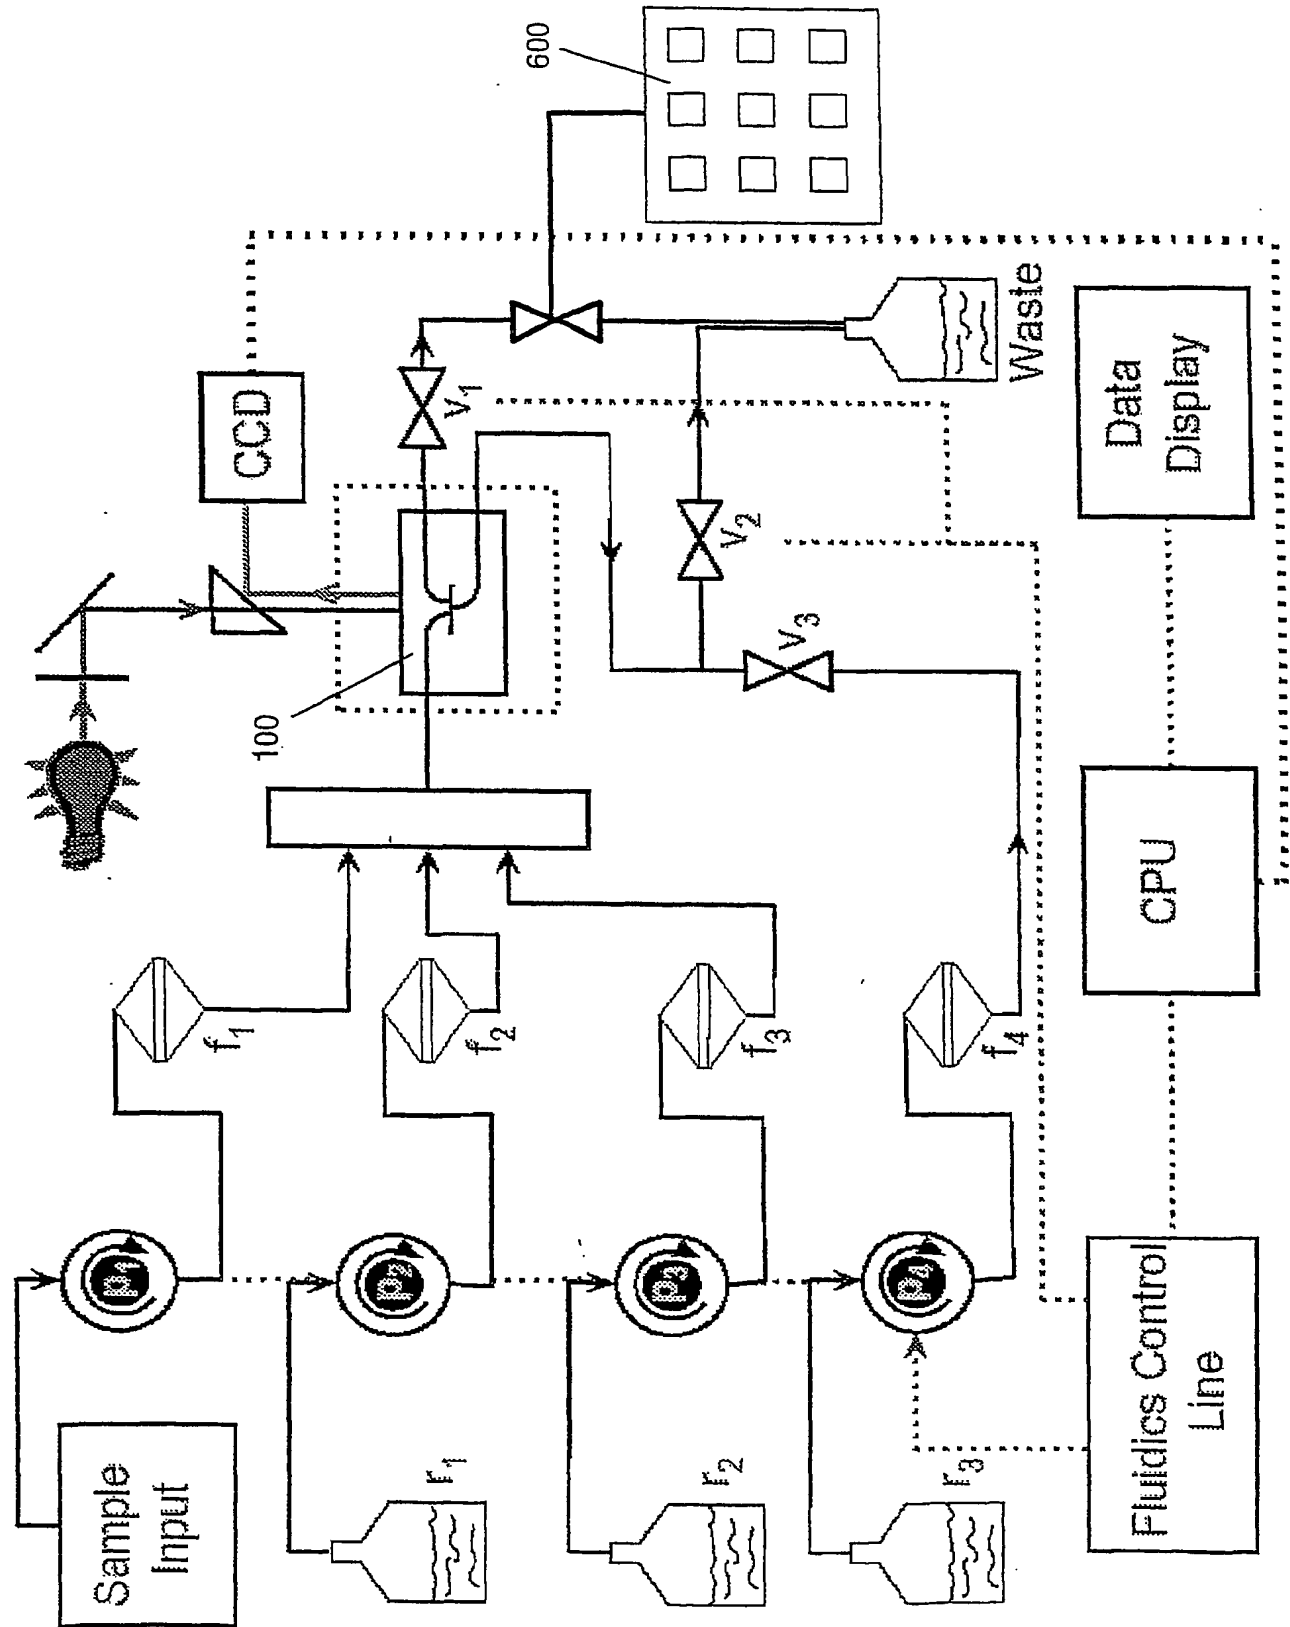 Sample
Input
P1
f1
r1
P2
f2
r2
P3
f3
r3
P4
f4
100
CCD
V1
V2
V3
600
Waste
Fluidics Control
Line
CPU
Data
Display